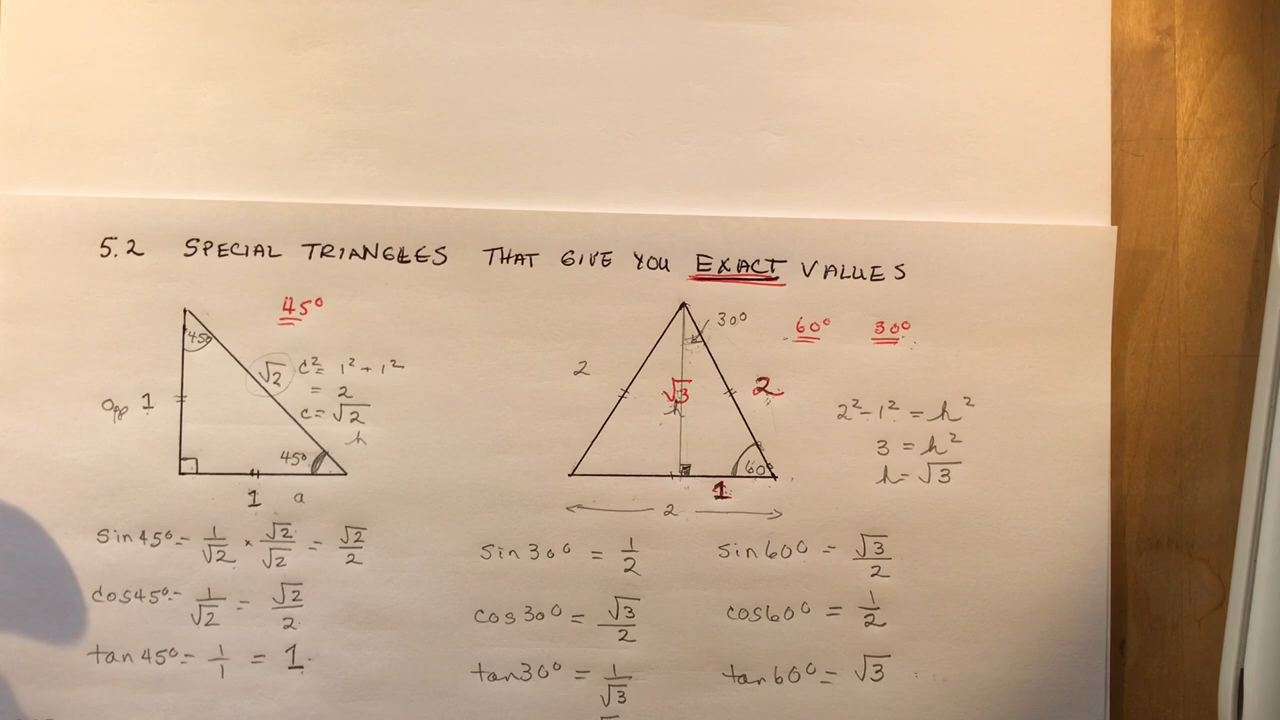 5.2 SPECIAL TRIANGLES THAT GIVE YOU EXACT VALUES
45°
45°
√2
c² = 1² + 1²
= 2
c = √2
h
opp 1
45°
1 a
sin 45° = 1/√2 × √2/√2 = √2/2
cos 45° = 1/√2 = √2/2
tan 45° = 1/1 = 1
30°
60° 30°
2
√3
h
2
60°
1
2
2² - 1² = h²
3 = h²
h = √3
sin 30° = 1/2
cos 30° = √3/2
tan 30° = 1/√3
sin 60° = √3/2
cos 60° = 1/2
tan 60° = √3